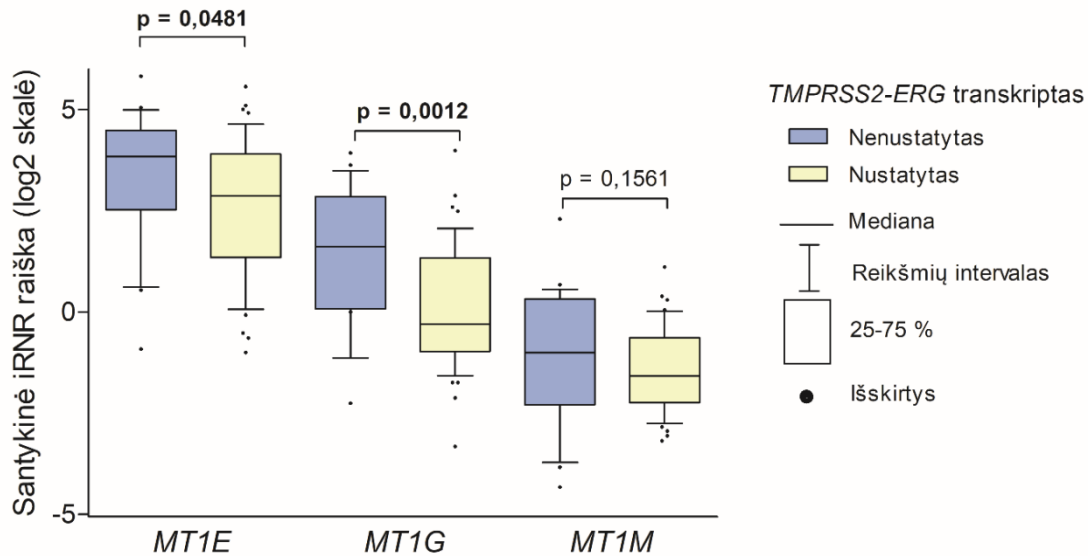 p = 0,0481
p = 0,0012
p = 0,1561
Santykinė iRNR raiška (log2 skalė)
5
0
-5
MT1E
MT1G
MT1M
TMPRSS2-ERG transkriptas
Nenustatytas
Nustatytas
Mediana
Reikšmių intervalas
25-75 %
Išskirtys